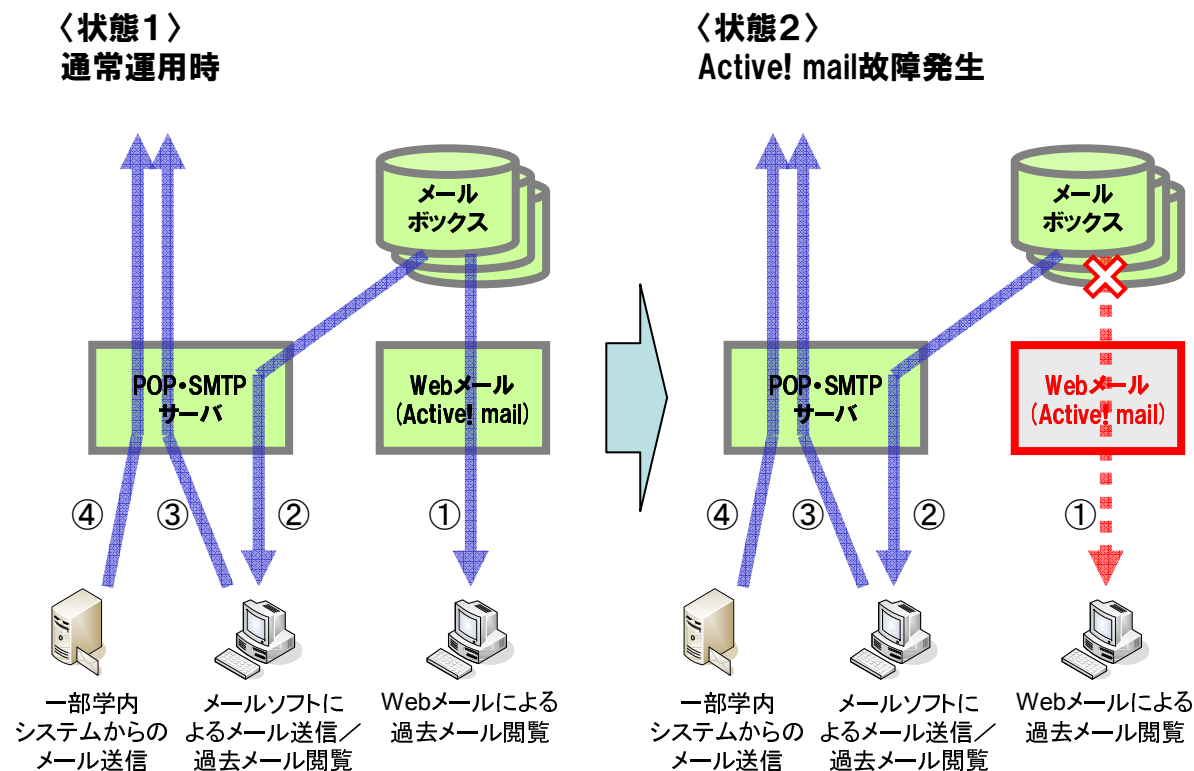 〈状態１〉
通常運用時
メール
ボックス
POP・SMTP
サーバ
Webメール
(Active! mail)
④
③
②
①
一部学内
システムからの
メール送信
メールソフトに
よるメール送信／
過去メール閲覧
Webメールによる
過去メール閲覧
〈状態２〉
Active! mail故障発生
メール
ボックス
POP・SMTP
サーバ
Webメール
(Active! mail)
④
③
②
①
一部学内
システムからの
メール送信
メールソフトに
よるメール送信／
過去メール閲覧
Webメールによる
過去メール閲覧